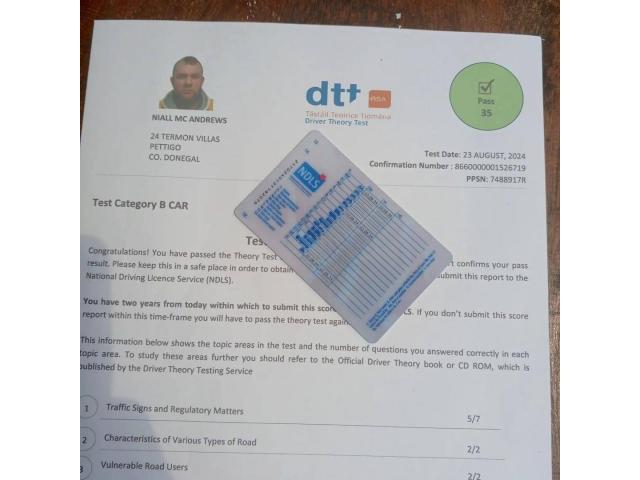 NIALL MC ANDREWS
24 TERMON VILLAS
PETTIGO
CO. DONEGAL
dtt
RSA
Tástáil Teoirice Tiomána
Driver Theory Test
Pass
35
Test Date: 23 AUGUST, 2024
Confirmation Number : 8660000001526719
PPSN: 7488917R
NDLS
Test Category B CAR
Tes
Congratulations! You have passed the Theory Test confirms your pass
result. Please keep this in a safe place in order to obtain submit this report to the
National Driving Licence Service (NDLS).
You have two years from today within which to submit this score LS. If you don't submit this score
report within this time-frame you will have to pass the theory test again
This information below shows the topic areas in the test and the number of questions you answered correctly in each
topic area. To study these areas further you should refer to the Official Driver Theory book or CD ROM, which is
published by the Driver Theory Testing Service
1 Traffic Signs and Regulatory Matters 5/7
2 Characteristics of Various Types of Road 2/2
3 Vulnerable Road Users 2/2